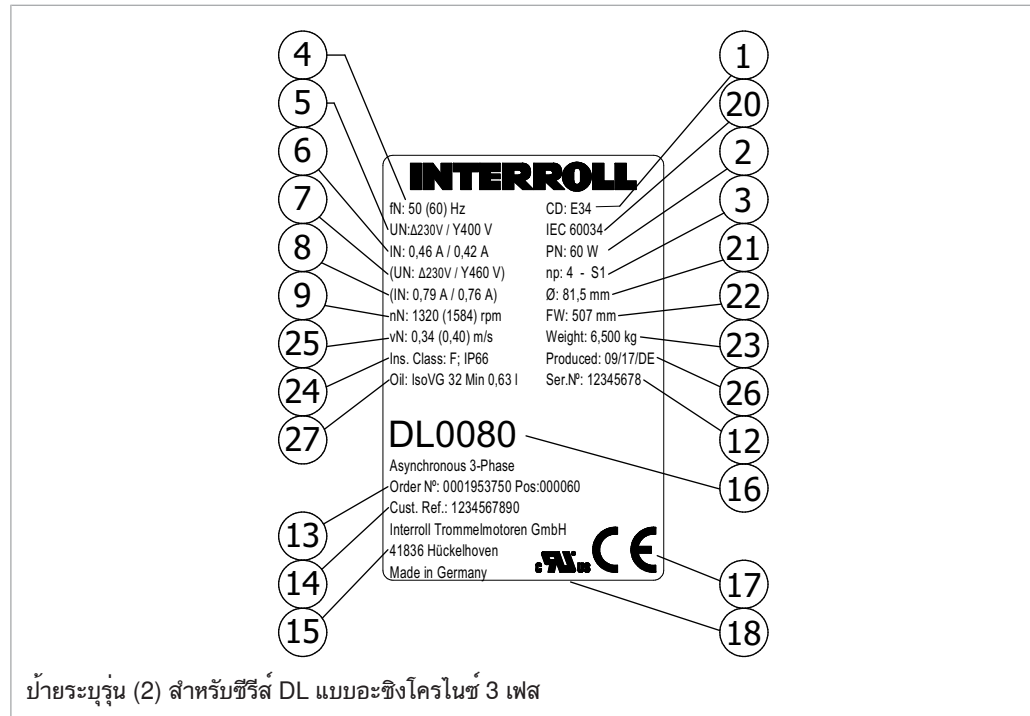 4
5
6
7
8
9
25
24
27
13
14
15
1
20
2
3
21
22
23
26
12
16
17
18
INTERROLL
fN: 50 (60) Hz
UN:Δ230V / Y400 V
IN: 0,46 A / 0,42 A
(UN: Δ230V / Y460 V)
(IN: 0,79 A / 0,76 A)
nN: 1320 (1584) rpm
vN: 0,34 (0,40) m/s
Ins. Class: F; IP66
Oil: IsoVG 32 Min 0,63 l
CD: E34
IEC 60034
PN: 60 W
np: 4 - S1
Ø: 81,5 mm
FW: 507 mm
Weight: 6,500 kg
Produced: 09/17/DE
Ser.Nº: 12345678
DL0080
Asynchronous 3-Phase
Order Nº: 0001953750 Pos:000060
Cust. Ref.: 1234567890
Interroll Trommelmotoren GmbH
41836 Hückelhoven
Made in Germany
c RU us CE
ป้ายระบุรุ่น (2) สำหรับซีรีส์ DL แบบอะซิงโครไนซ์ 3 เฟส